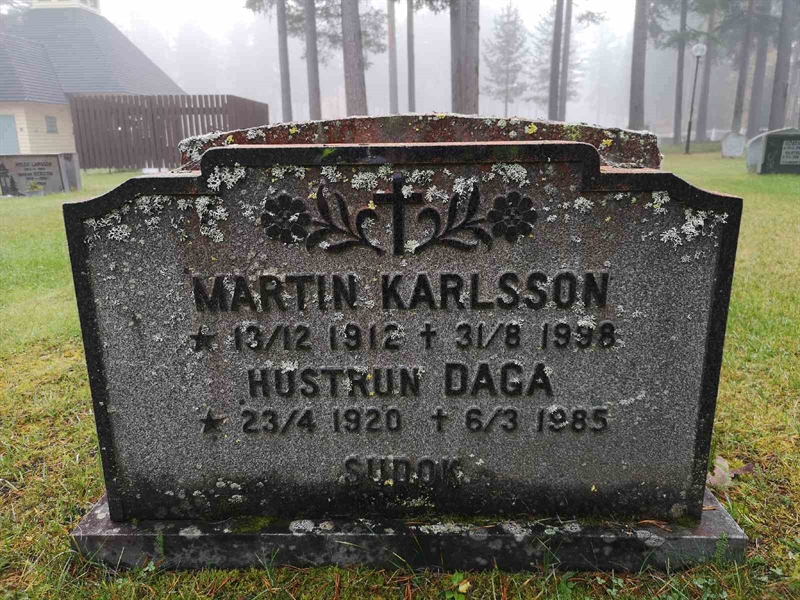 MARTIN KARLSSON
★ 13/12 1912 ✝ 31/8 1998
HUSTRUN DAGA
★ 23/4 1920 ✝ 6/3 1985
SUDOK